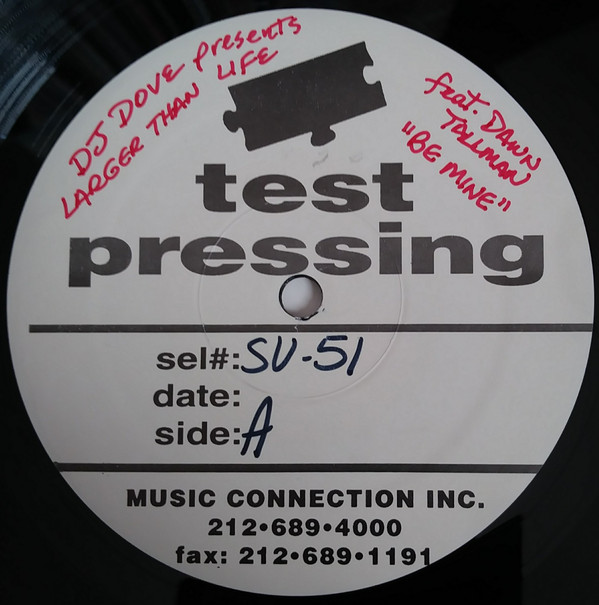 DJ DOVE presents
LARGER THAN LIFE
feat. DAWN
TALLMAN
"BE MINE"
test
pressing
sel#: SU-51
date:
side: A
MUSIC CONNECTION INC.
212•689•4000
fax: 212•689•1191